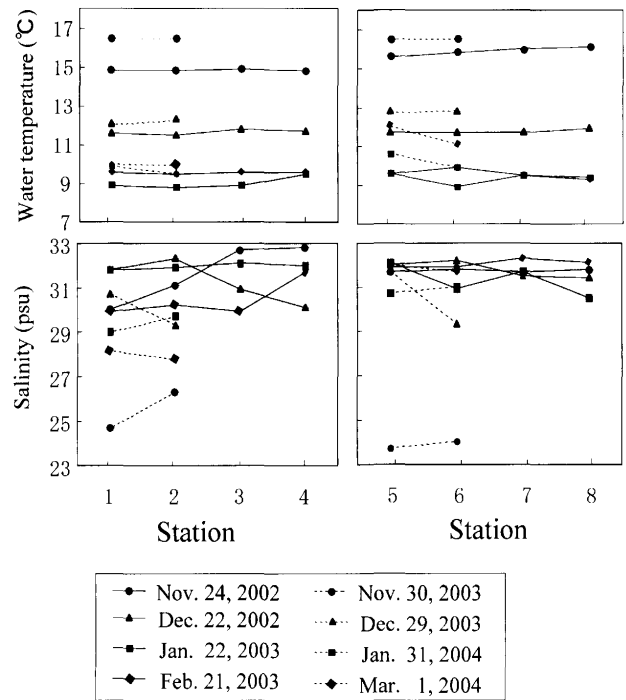 Water temperature (℃)
17
15
13
11
9
7
Salinity (psu)
33
31
29
27
25
23
1 2 3 4
5 6 7 8
Station Station
Nov. 24, 2002 Nov. 30, 2003
Dec. 22, 2002 Dec. 29, 2003
Jan. 22, 2003 Jan. 31, 2004
Feb. 21, 2003 Mar. 1, 2004